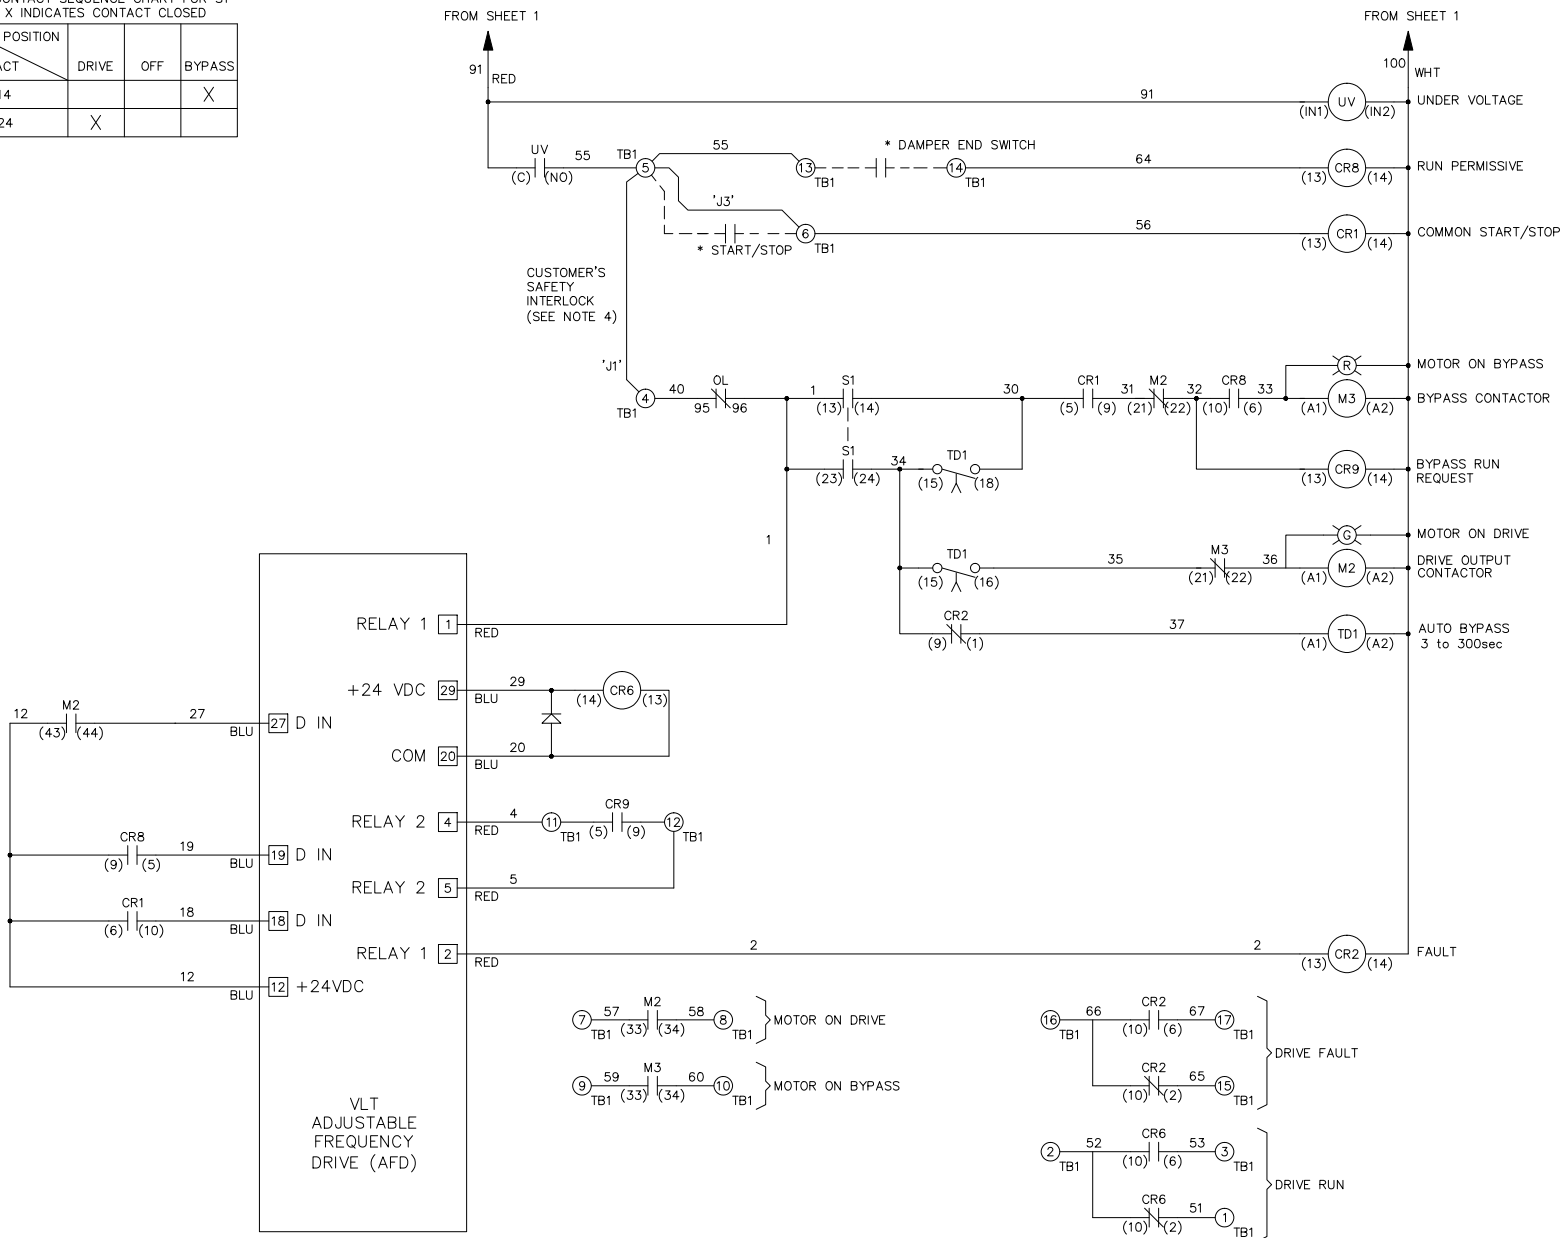 X INDICATES CONTACT CLOSED
POSITION
DRIVE
OFF
BYPASS
X
X
FROM SHEET 1
FROM SHEET 1
91
RED
100
WHT
91
(IN1)
UV
(IN2)
UNDER VOLTAGE
UV
(C)
(NO)
55
TB1
5
55
13
TB1
* DAMPER END SWITCH
14
TB1
64
(13)
CR8
(14)
RUN PERMISSIVE
'J3'
* START/STOP
6
TB1
56
(13)
CR1
(14)
COMMON START/STOP
CUSTOMER'S
SAFETY
INTERLOCK
(SEE NOTE 4)
'J1'
R
MOTOR ON BYPASS
4
TB1
40
OL
95
96
1
S1
(13)
(14)
30
CR1
(5)
(9)
31
M2
(21)
(22)
32
CR8
(10)
(6)
33
(A1)
M3
(A2)
BYPASS CONTACTOR
S1
(23)
(24)
34
TD1
(15)
(18)
(13)
CR9
(14)
BYPASS RUN
REQUEST
1
G
MOTOR ON DRIVE
TD1
(15)
(16)
35
M3
(21)
(22)
36
(A1)
M2
(A2)
DRIVE OUTPUT
CONTACTOR
CR2
(9)
(1)
37
(A1)
TD1
(A2)
AUTO BYPASS
3 to 300sec
RELAY 1
1
RED
+24 VDC
29
BLU
29
(14)
CR6
(13)
12
M2
(43)
(44)
27
BLU
27
D IN
COM
20
BLU
20
RELAY 2
4
RED
4
11
TB1
CR9
(5)
(9)
12
TB1
CR8
(9)
(5)
19
BLU
19
D IN
RELAY 2
5
RED
5
CR1
(6)
(10)
18
BLU
18
D IN
RELAY 1
2
RED
2
2
(13)
CR2
(14)
FAULT
12
BLU
12
+24VDC
7
TB1
57
M2
(33)
(34)
58
8
TB1
MOTOR ON DRIVE
9
TB1
59
M3
(33)
(34)
60
10
TB1
MOTOR ON BYPASS
16
TB1
66
CR2
(10)
(6)
67
17
TB1
CR2
(10)
(2)
65
15
TB1
DRIVE FAULT
2
TB1
52
CR6
(10)
(6)
53
3
TB1
CR6
(10)
(2)
51
1
TB1
DRIVE RUN
VLT
ADJUSTABLE
FREQUENCY
DRIVE (AFD)